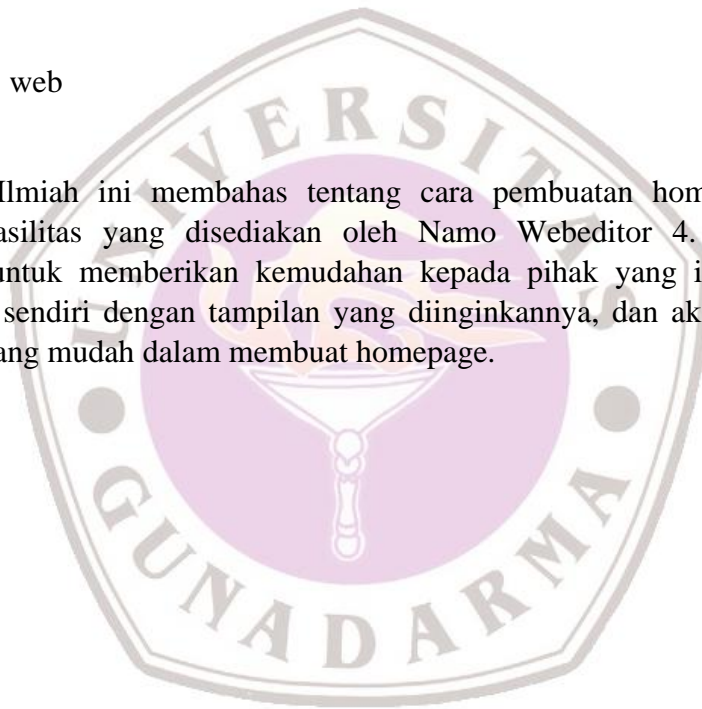 web
Ilmiah ini membahas tentang cara pembuatan hom
asilitas yang disediakan oleh Namo Webeditor 4.
untuk memberikan kemudahan kepada pihak yang i
sendiri dengan tampilan yang diinginkannya, dan ak
ang mudah dalam membuat homepage.
UNIVERSITAS
GUNADARMA